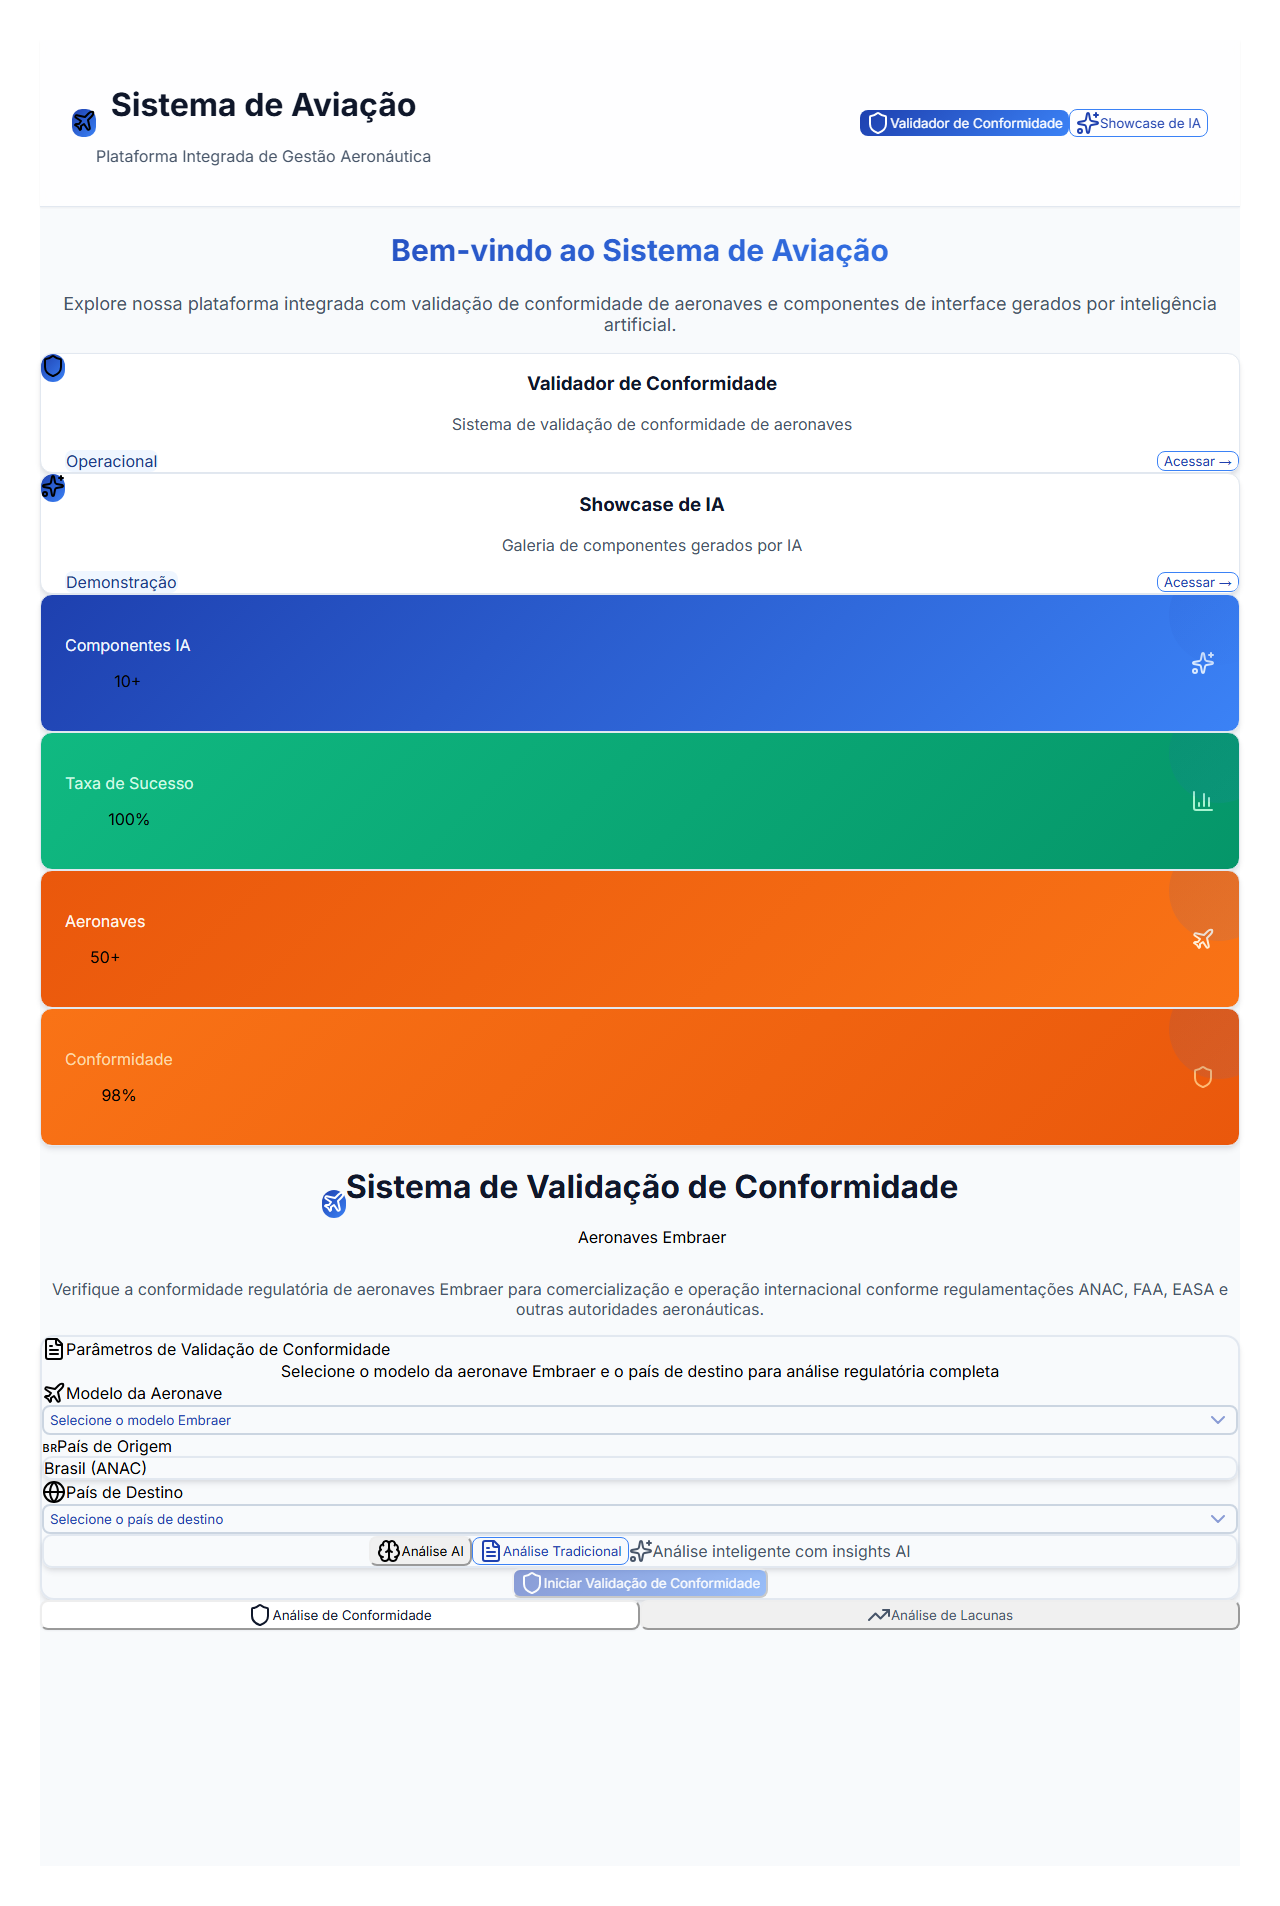 Sistema de Aviação
Plataforma Integrada de Gestão Aeronáutica
Validador de Conformidade
Showcase de IA
Bem-vindo ao Sistema de Aviação
Explore nossa plataforma integrada com validação de conformidade de aeronaves e componentes de interface gerados por inteligência
artificial.
Validador de Conformidade
Sistema de validação de conformidade de aeronaves
Operacional
Acessar →
Showcase de IA
Galeria de componentes gerados por IA
Demonstração
Acessar →
Componentes IA
10+
Taxa de Sucesso
100%
Aeronaves
50+
Conformidade
98%
Sistema de Validação de Conformidade
Aeronaves Embraer
Verifique a conformidade regulatória de aeronaves Embraer para comercialização e operação internacional conforme regulamentações ANAC, FAA, EASA e
outras autoridades aeronáuticas.
Parâmetros de Validação de Conformidade
Selecione o modelo da aeronave Embraer e o país de destino para análise regulatória completa
Modelo da Aeronave
Selecione o modelo Embraer
BR País de Origem
Brasil (ANAC)
País de Destino
Selecione o país de destino
Análise AI
Análise Tradicional
Análise inteligente com insights AI
Iniciar Validação de Conformidade
Análise de Conformidade
Análise de Lacunas